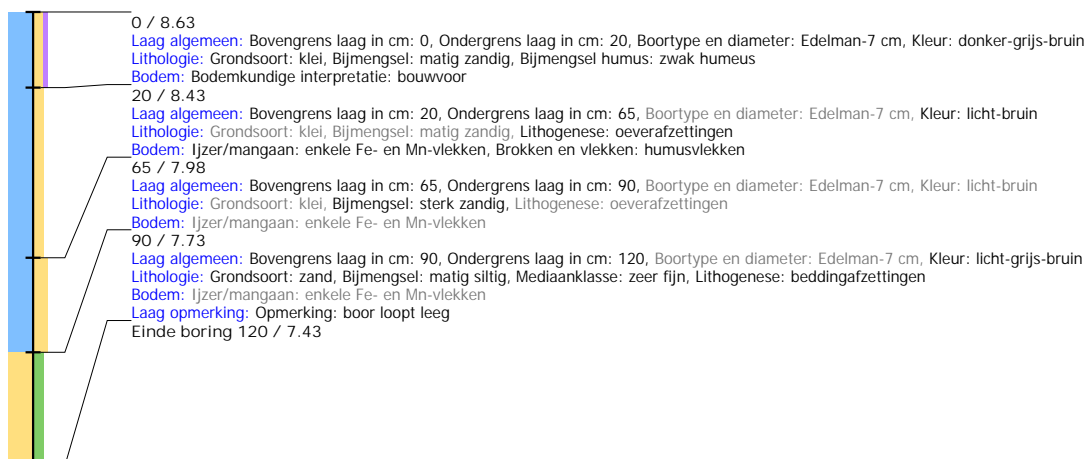 0 / 8.63
Laag algemeen: Bovengrens laag in cm: 0, Ondergrens laag in cm: 20, Boortype en diameter: Edelman-7 cm, Kleur: donker-grijs-bruin
Lithologie: Grondsoort: klei, Bijmengsel: matig zandig, Bijmengsel humus: zwak humeus
Bodem: Bodemkundige interpretatie: bouwvoor
20 / 8.43
Laag algemeen: Bovengrens laag in cm: 20, Ondergrens laag in cm: 65, Boortype en diameter: Edelman-7 cm, Kleur: licht-bruin
Lithologie: Grondsoort: klei, Bijmengsel: matig zandig, Lithogenese: oeverafzettingen
Bodem: Ijzer/mangaan: enkele Fe- en Mn-vlekken, Brokken en vlekken: humusvlekken
65 / 7.98
Laag algemeen: Bovengrens laag in cm: 65, Ondergrens laag in cm: 90, Boortype en diameter: Edelman-7 cm, Kleur: licht-bruin
Lithologie: Grondsoort: klei, Bijmengsel: sterk zandig, Lithogenese: oeverafzettingen
Bodem: Ijzer/mangaan: enkele Fe- en Mn-vlekken
90 / 7.73
Laag algemeen: Bovengrens laag in cm: 90, Ondergrens laag in cm: 120, Boortype en diameter: Edelman-7 cm, Kleur: licht-grijs-bruin
Lithologie: Grondsoort: zand, Bijmengsel: matig siltig, Mediaanklasse: zeer fijn, Lithogenese: beddingafzettingen
Bodem: Ijzer/mangaan: enkele Fe- en Mn-vlekken
Laag opmerking: Opmerking: boor loopt leeg
Einde boring 120 / 7.43